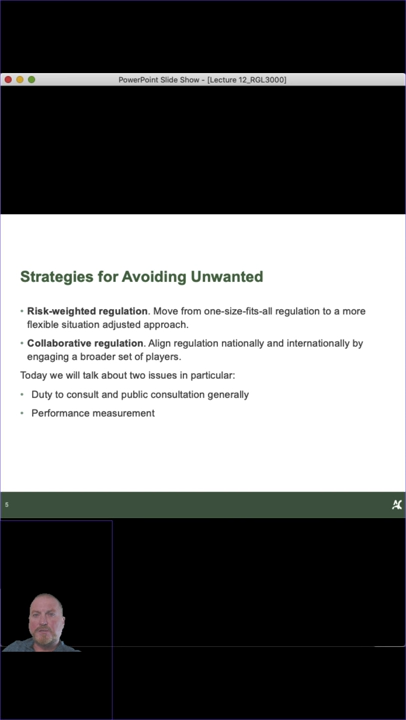 PowerPoint Slide Show - [Lecture 12_RGL3000]
Strategies for Avoiding Unwanted
• Risk-weighted regulation. Move from one-size-fits-all regulation to a more
flexible situation adjusted approach.
• Collaborative regulation. Align regulation nationally and internationally by
engaging a broader set of players.
Today we will talk about two issues in particular:
• Duty to consult and public consultation generally
• Performance measurement
5